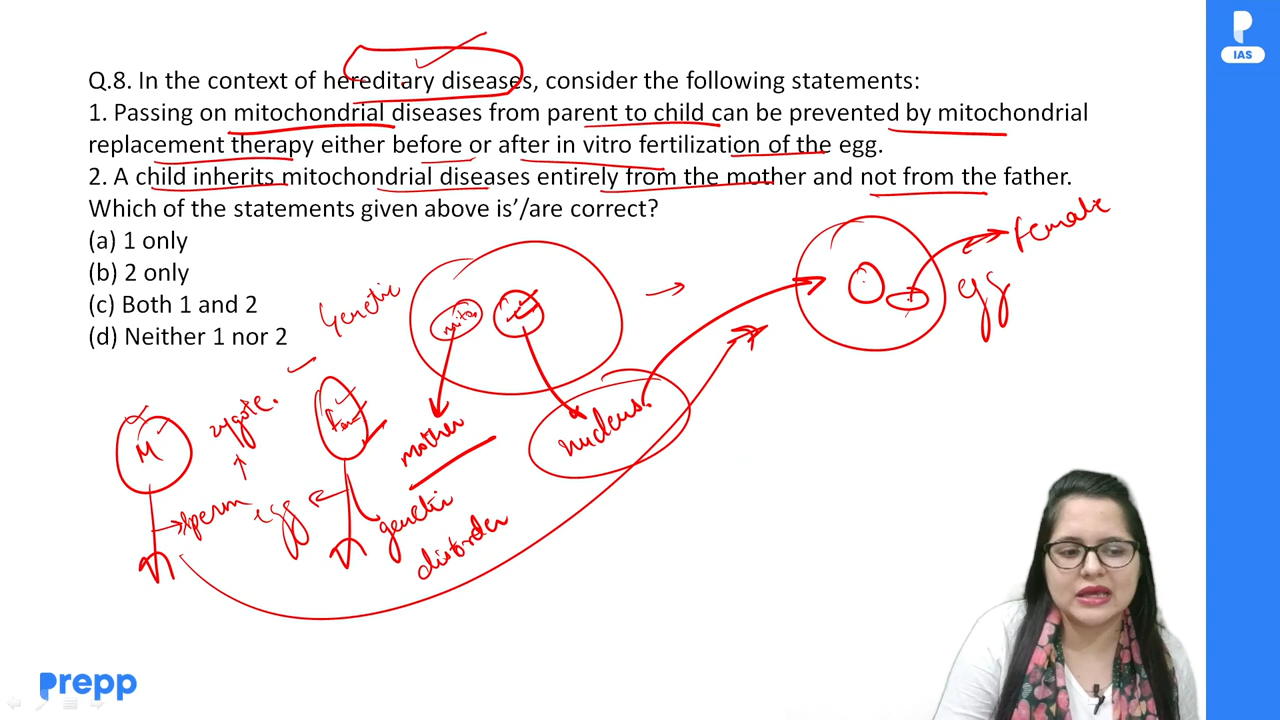 Q.8. In the context of hereditary diseases, consider the following statements:
1. Passing on mitochondrial diseases from parent to child can be prevented by mitochondrial
replacement therapy either before or after in vitro fertilization of the egg.
2. A child inherits mitochondrial diseases entirely from the mother and not from the father.
Which of the statements given above is’/are correct?
(a) 1 only
(b) 2 only
(c) Both 1 and 2
(d) Neither 1 nor 2
Genetic
mito
female
egg
zygote.
M
mother
nucleus.
sperm
egg
genetic
disorder
IAS
prepp